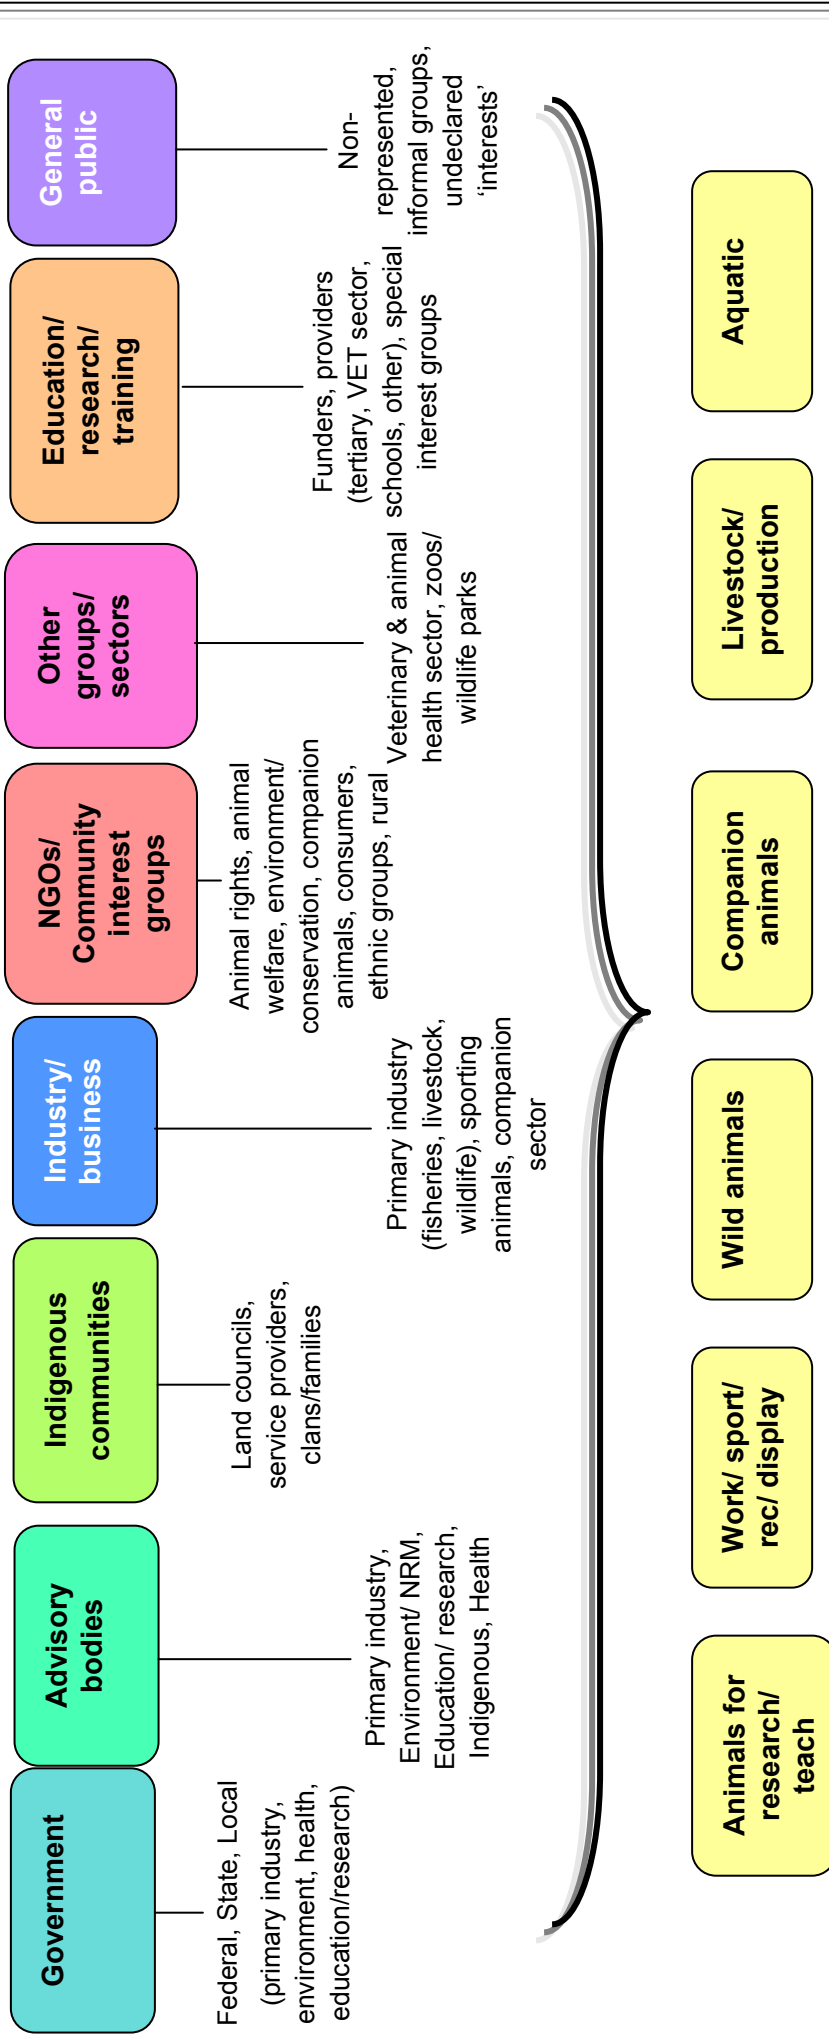 Government
Federal, State, Local
(primary industry,
environment, health,
education/research)
Advisory
bodies
Primary industry,
Environment/ NRM,
Education/ research,
Indigenous, Health
Indigenous
communities
Land councils,
service providers,
clans/families
Industry/
business
Primary industry
(fisheries, livestock,
wildlife), sporting
animals, companion
sector
NGOs/
Community
interest
groups
Animal rights, animal
welfare, environment/
conservation, companion
animals, consumers,
ethnic groups, rural
Other
groups/
sectors
Veterinary & animal
health sector, zoos/
wildlife parks
Education/
research/
training
Funders, providers
(tertiary, VET sector,
schools, other), special
interest groups
General
public
Non-
represented,
informal groups,
undeclared
‘interests’
Animals for
research/
teach
Work/ sport/
rec/ display
Wild animals
Companion
animals
Livestock/
production
Aquatic